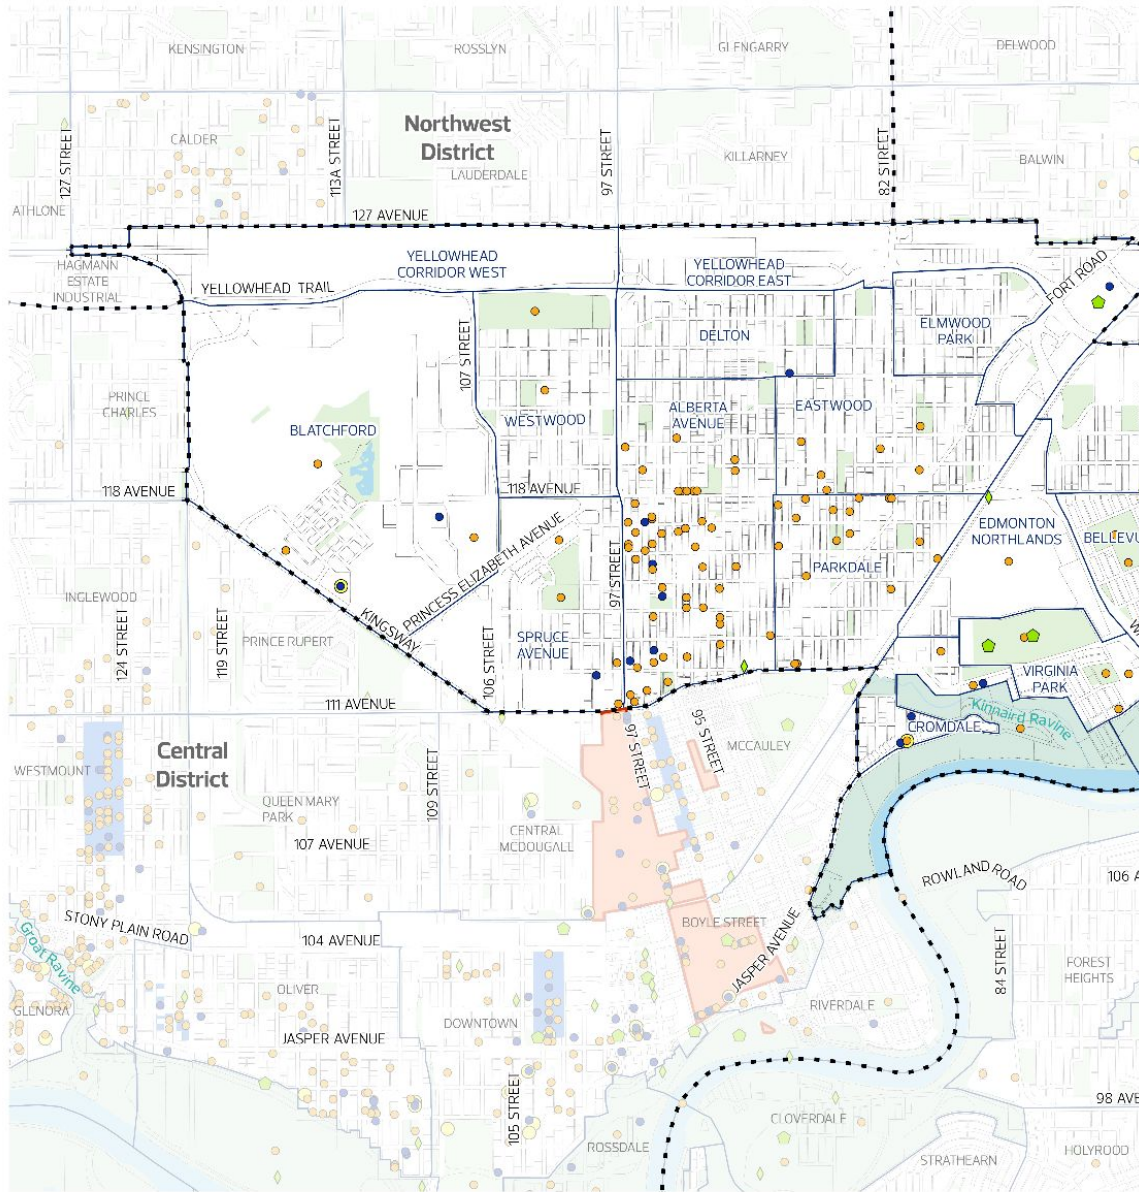 KENSINGTON
ROSSLYN
GLENGARRY
DELWOOD
127 STREET
CALDER
113A STREET
Northwest
District
LAUDERDALE
97 STREET
KILLARNEY
82 STREET
BALWIN
ATHLONE
127 AVENUE
HAGMANN
ESTATE
INDUSTRIAL
YELLOWHEAD
CORRIDOR WEST
YELLOWHEAD
CORRIDOR EAST
FORT ROAD
YELLOWHEAD TRAIL
107 STREET
DELTON
ELMWOOD
PARK
PRINCE
CHARLES
BLATCHFORD
WESTWOOD
ALBERTA
AVENUE
EASTWOOD
118 AVENUE
118 AVENUE
EDMONTON
NORTHLANDS
BELLEVU
PRINCESS ELIZABETH AVENUE
97 STREET
PARKDALE
INGLEWOOD
124 STREET
119 STREET
PRINCE RUPERT
KINGSWAY
106 STREET
SPRUCE
AVENUE
W
VIRGINIA
PARK
111 AVENUE
Kinnaird Ravine
CROMDALE
Central
District
97 STREET
95 STREET
MCCAULEY
WESTMOUNT
109 STREET
QUEEN MARY
PARK
107 AVENUE
CENTRAL
MCDOUGALL
ROWLAND ROAD
106 A
STONY PLAIN ROAD
104 AVENUE
BOYLE STREET
JASPER AVENUE
Groat Ravine
84 STREET
FOREST
HEIGHTS
GLENORA
OLIVER
DOWNTOWN
RIVERDALE
JASPER AVENUE
105 STREET
98 AVE
ROSSDALE
CLOVERDALE
STRATHEARN
HOLYROOD